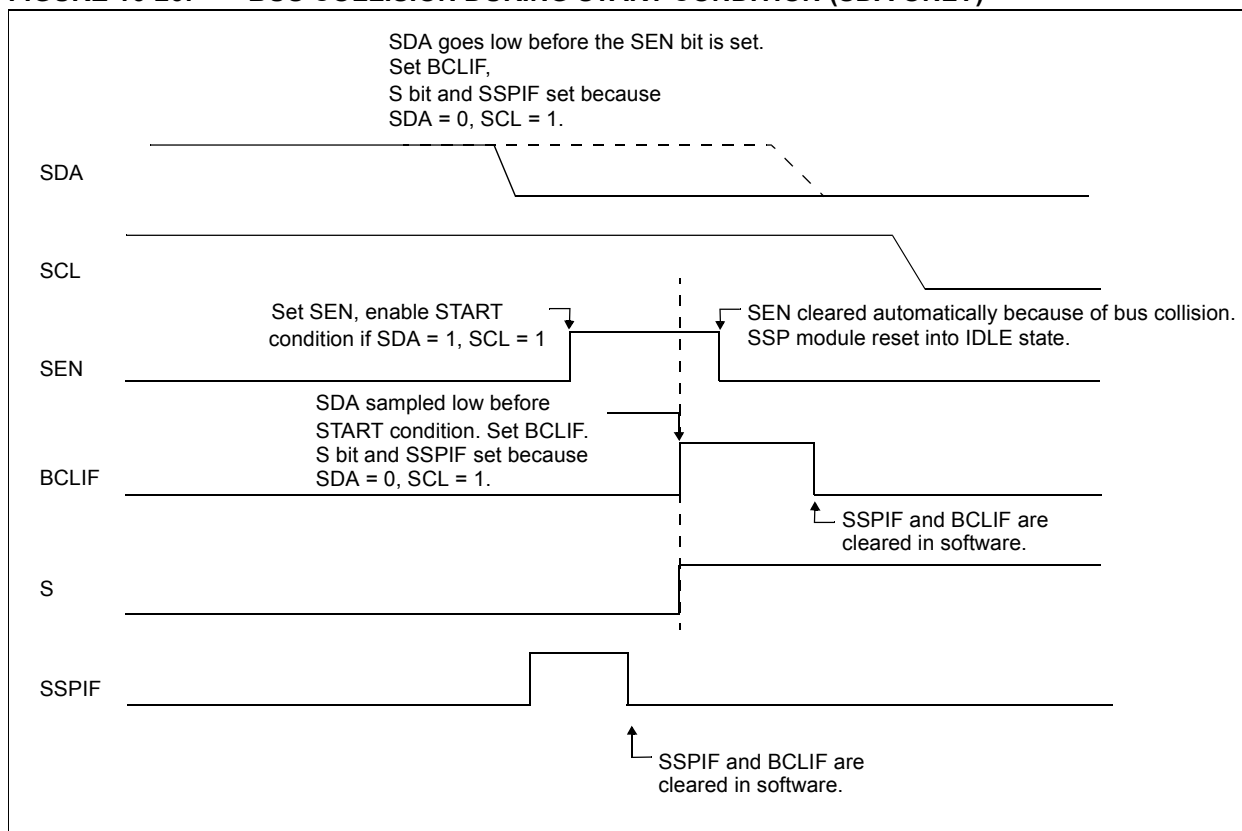 SDA goes low before the SEN bit is set.
Set BCLIF,
S bit and SSPIF set because
SDA = 0, SCL = 1.
SDA
SCL
Set SEN, enable START
condition if SDA = 1, SCL = 1
SEN cleared automatically because of bus collision.
SSP module reset into IDLE state.
SEN
SDA sampled low before
START condition. Set BCLIF.
S bit and SSPIF set because
SDA = 0, SCL = 1.
BCLIF
SSPIF and BCLIF are
cleared in software.
S
SSPIF
SSPIF and BCLIF are
cleared in software.